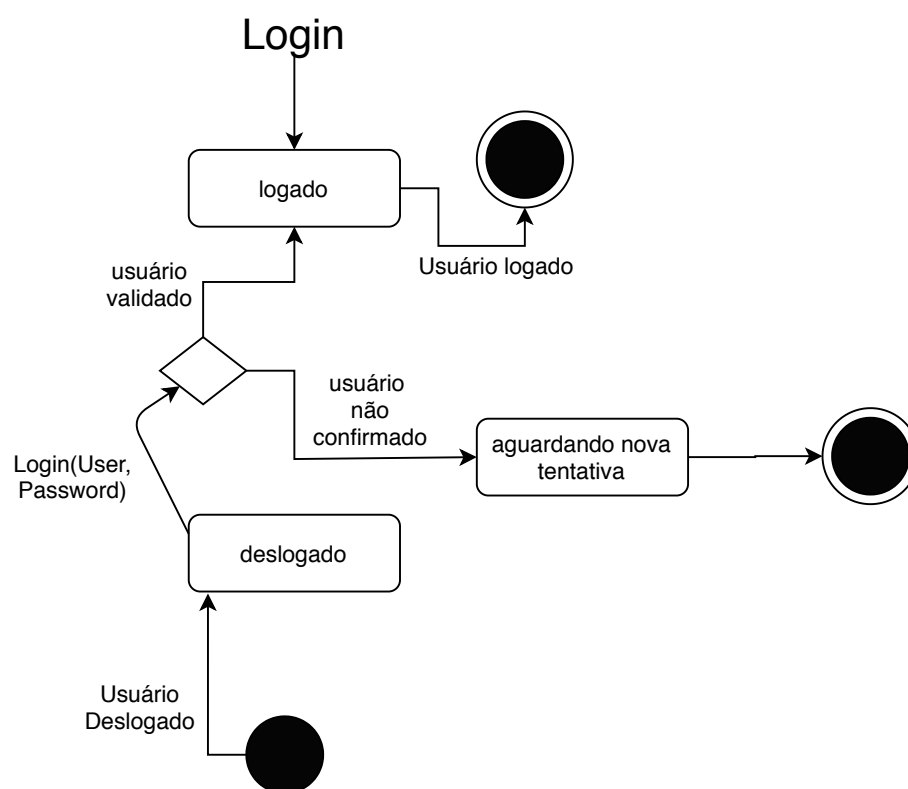 Login
logado
Usuário logado
usuário
validado
usuário
não
confirmado
aguardando nova
tentativa
Login(User,
Password)
deslogado
Usuário
Deslogado